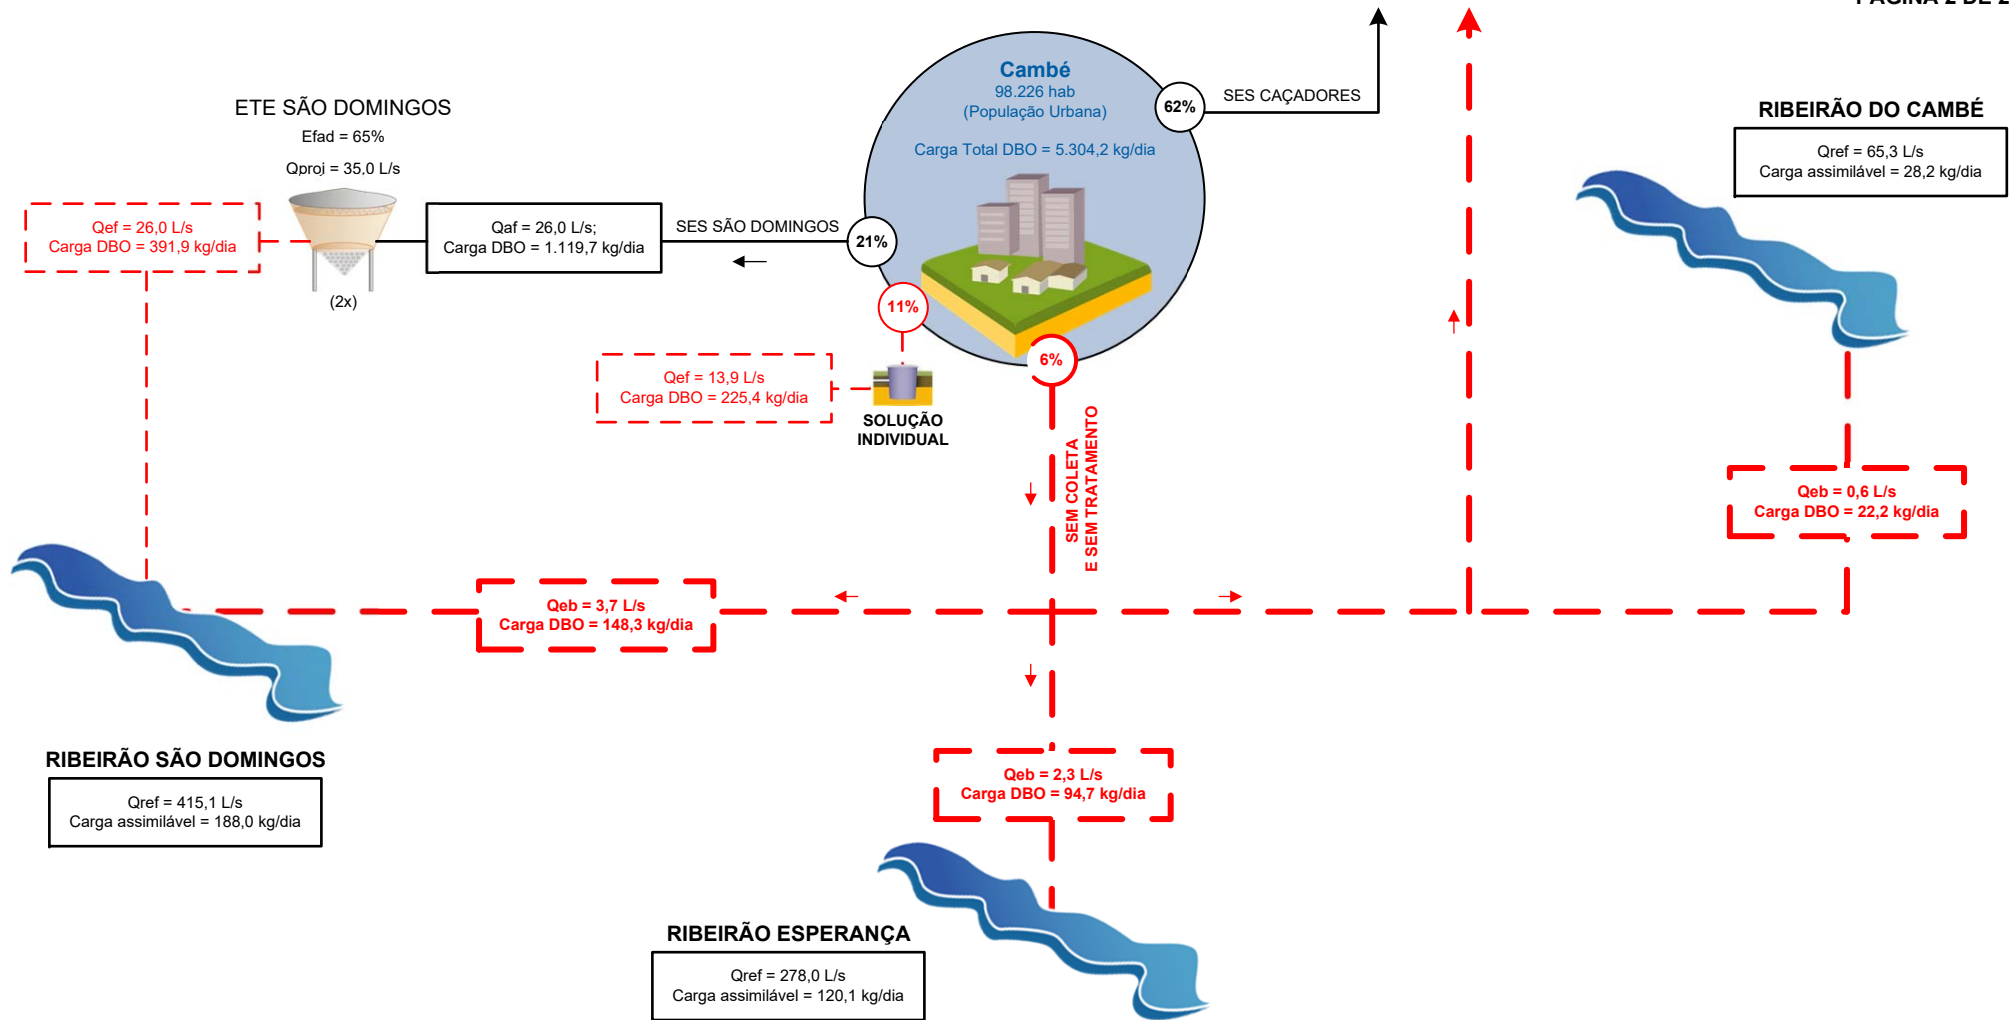 PÁGINA 2 DE 2
Cambé
98.226 hab
(População Urbana)
Carga Total DBO = 5.304,2 kg/dia
62%
SES CAÇADORES
RIBEIRÃO DO CAMBÉ
Qref = 65,3 L/s
Carga assimilável = 28,2 kg/dia
ETE SÃO DOMINGOS
Efad = 65%
Qproj = 35,0 L/s
(2x)
Qef = 26,0 L/s
Carga DBO = 391,9 kg/dia
Qaf = 26,0 L/s;
Carga DBO = 1.119,7 kg/dia
SES SÃO DOMINGOS
21%
11%
6%
Qef = 13,9 L/s
Carga DBO = 225,4 kg/dia
SOLUÇÃO
INDIVIDUAL
SEM COLETA
E SEM TRATAMENTO
Qeb = 0,6 L/s
Carga DBO = 22,2 kg/dia
Qeb = 3,7 L/s
Carga DBO = 148,3 kg/dia
Qeb = 2,3 L/s
Carga DBO = 94,7 kg/dia
RIBEIRÃO SÃO DOMINGOS
Qref = 415,1 L/s
Carga assimilável = 188,0 kg/dia
RIBEIRÃO ESPERANÇA
Qref = 278,0 L/s
Carga assimilável = 120,1 kg/dia